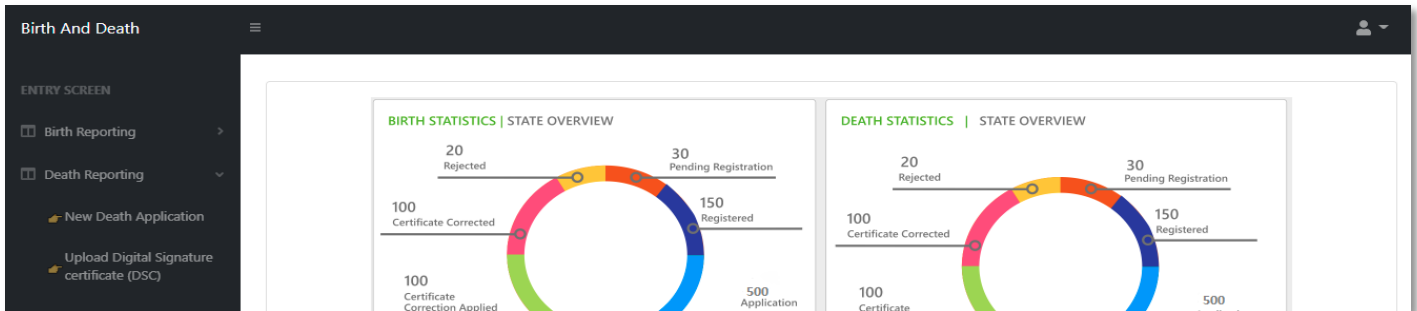 Birth And Death
ENTRY SCREEN
Birth Reporting
Death Reporting
New Death Application
Upload Digital Signature
certificate (DSC)
BIRTH STATISTICS | STATE OVERVIEW
20
Rejected
30
Pending Registration
100
Certificate Corrected
150
Registered
100
Certificate
Correction Applied
500
Application
DEATH STATISTICS | STATE OVERVIEW
20
Rejected
30
Pending Registration
100
Certificate Corrected
150
Registered
100
Certificate
500